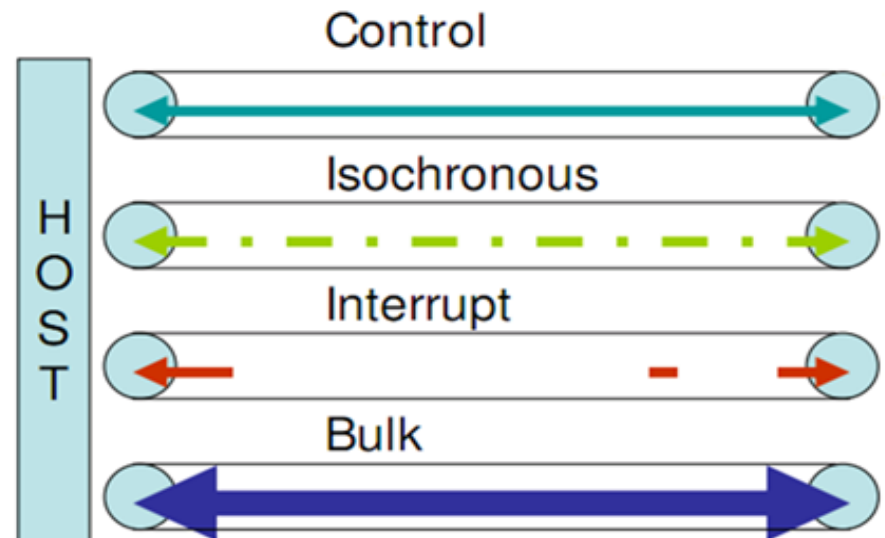 Control
Isochronous
Interrupt
Bulk
H
O
S
T